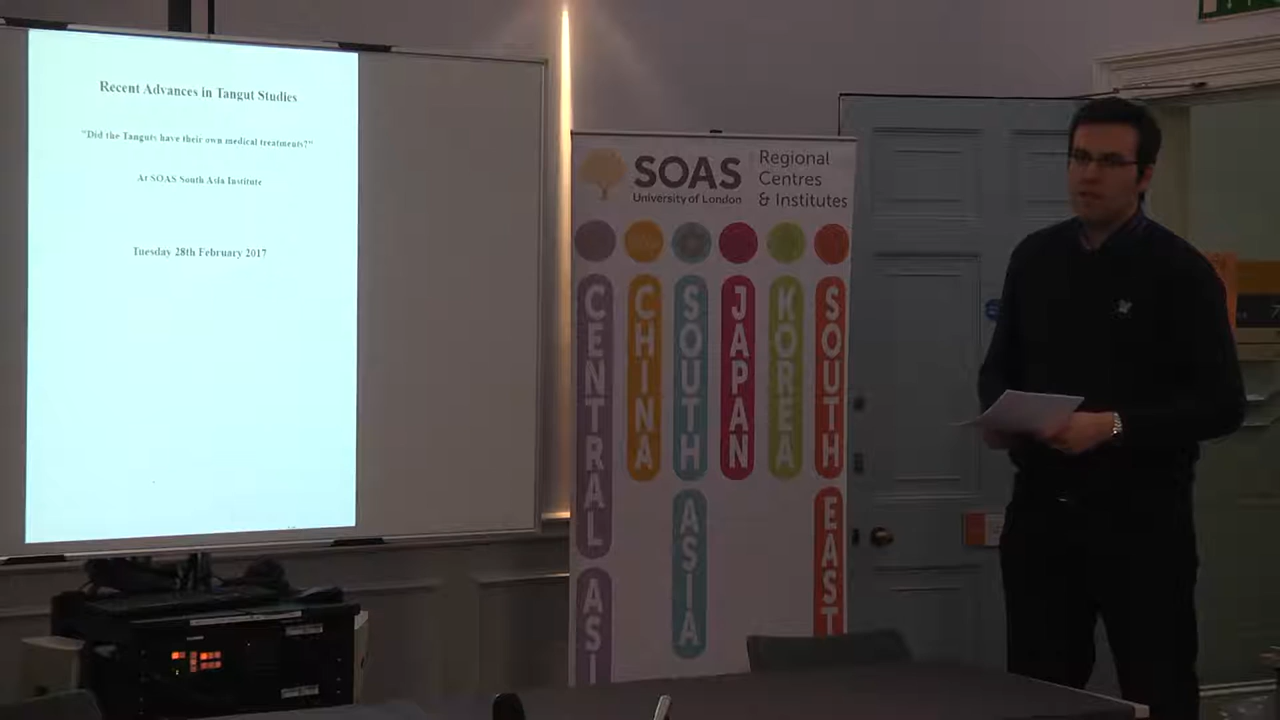 Recent Advances in Tangut Studies
"Did the Tanguts have their own medical treatments?"
At SOAS South Asia Institute
Tuesday 28th February 2017
SOAS
University of London
Regional
Centres
& Institutes
CENTRAL ASI
CHINA
SOUTH ASIA
JAPAN
KOREA
SOUTH EAST